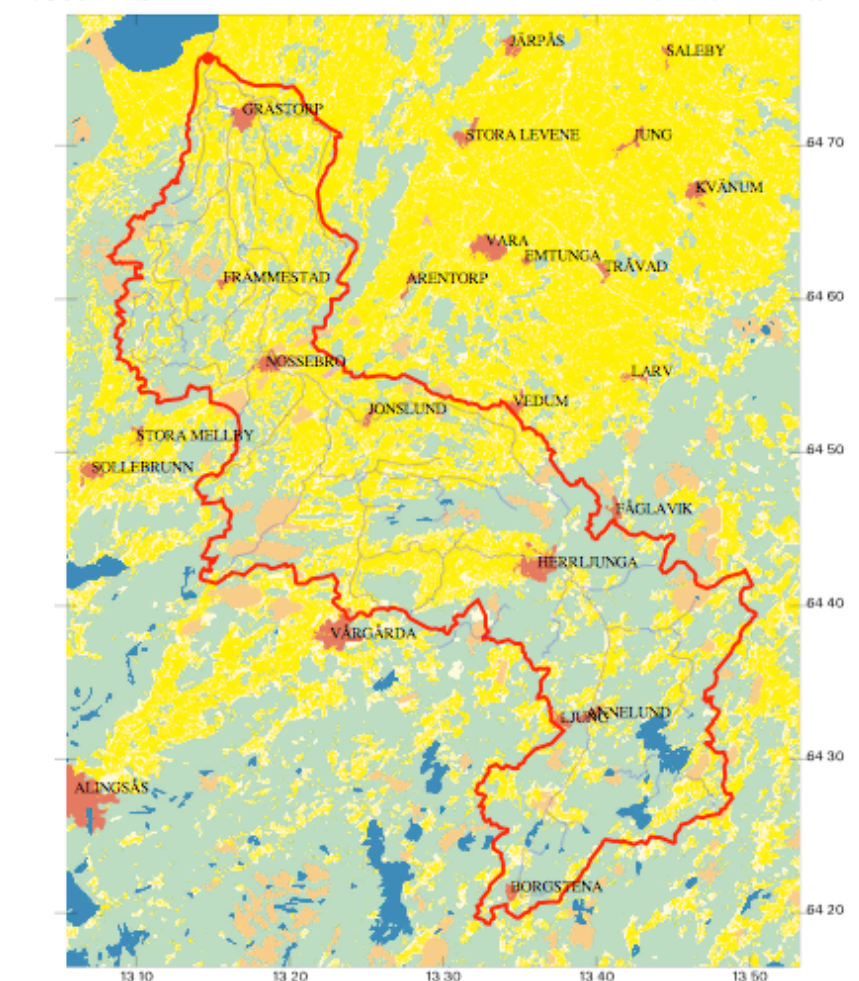 JÄRPÅS
SALEBY
GRÄSTORP
STORA LEVENE
JUNG
64 70
KVÄNUM
VARA
EMTUNGA
TRÄVAD
FRAMMESTAD
ARENTORP
64 60
NOSSEBRO
LARV
JONSLUND
VEDUM
STORA MELLBY
64 50
SOLLEBRUNN
FÅGLAVIK
HERRLJUNGA
64 40
VÅRGÅRDA
LJUNG
ANNELUND
64 30
ALINGSÅS
BORGSTENA
64 20
13 10
13 20
13 30
13 40
13 50